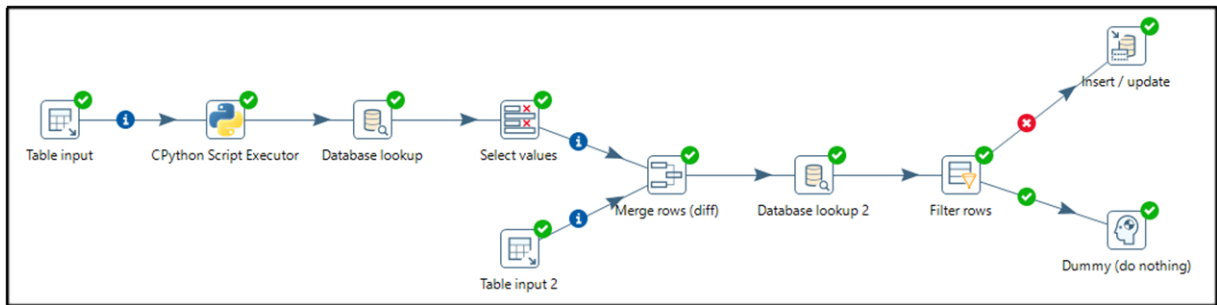 Insert / update
Table input
CPython Script Executor
Database lookup
Select values
Merge rows (diff)
Database lookup 2
Filter rows
Table input 2
Dummy (do nothing)